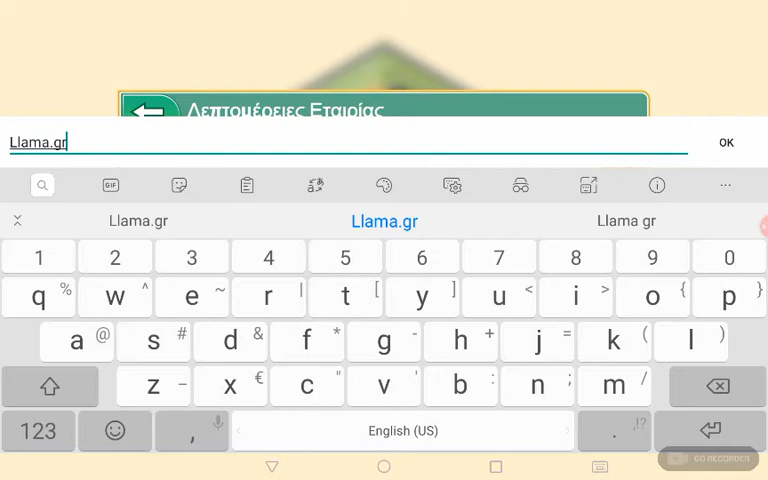 Λεπτομέρειες Εταιρίας
Llama.gr OK
GIF
Llama.gr Llama.gr Llama gr
1 2 3 4 5 6 7 8 9 0
q % w ^ e ~ r | t [ y ] u < i > o { p }
a @ s # d & f * g - h + j = k ( l )
z _ x € c " v ' b : n ; m /
123 , English (US) . ,!?
GO RECORDER